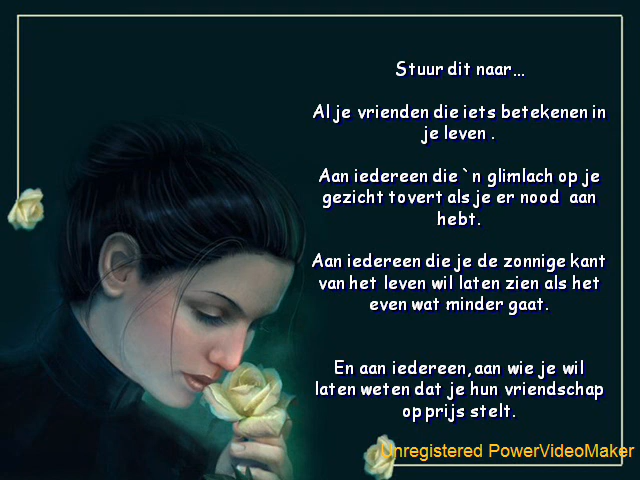 Stuur dit naar...
Al je vrienden die iets betekenen in
je leven .
Aan iedereen die `n glimlach op je
gezicht tovert als je er nood aan
hebt.
Aan iedereen die je de zonnige kant
van het leven wil laten zien als het
even wat minder gaat.
En aan iedereen, aan wie je wil
laten weten dat je hun vriendschap
op prijs stelt.
Unregistered PowerVideoMaker